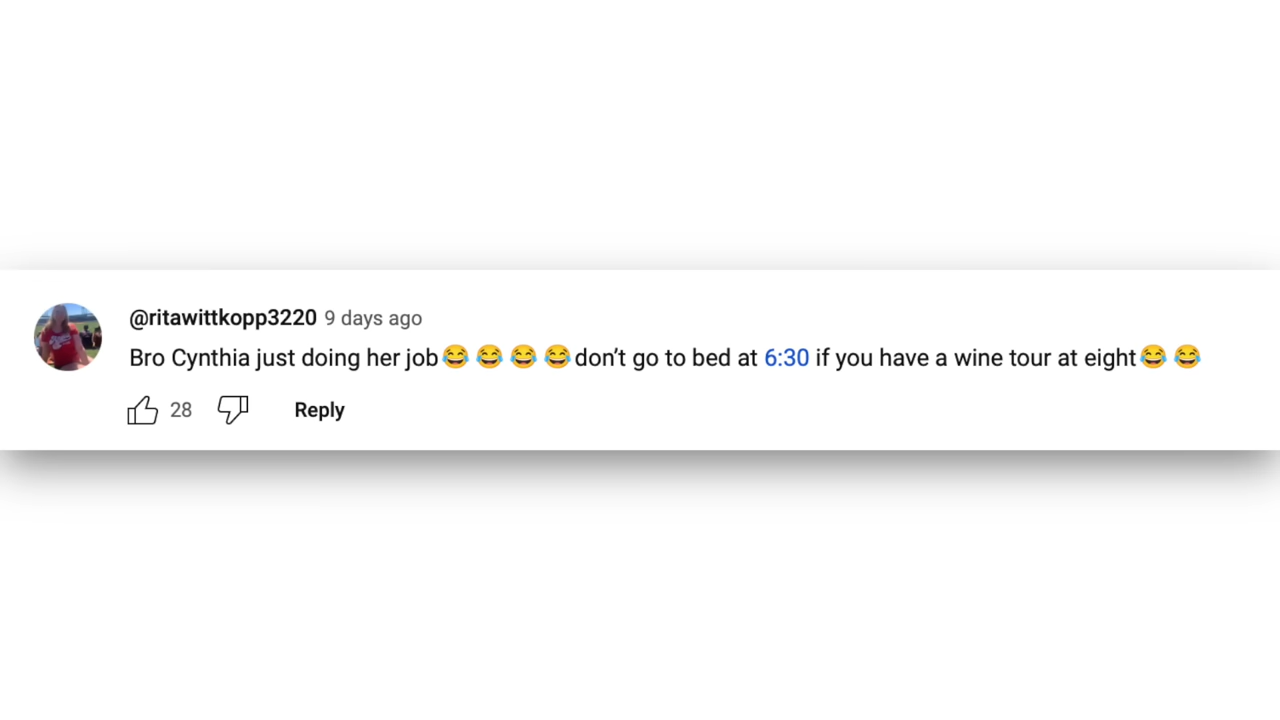 @ritawittkopp3220 9 days ago
Bro Cynthia just doing her job😂😂😂😂don’t go to bed at 6:30 if you have a wine tour at eight😂😂
28 Reply